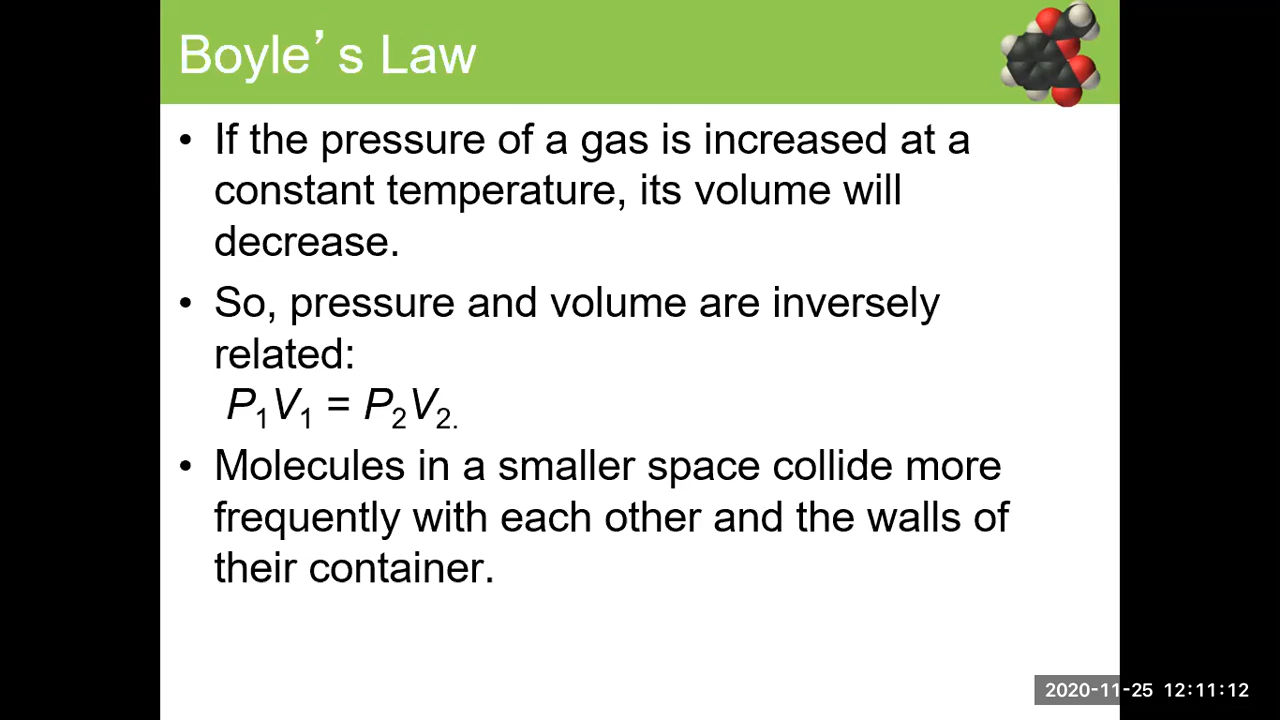 Boyle’s Law
• If the pressure of a gas is increased at a
constant temperature, its volume will
decrease.
• So, pressure and volume are inversely
related:
P₁V₁ = P₂V₂.
• Molecules in a smaller space collide more
frequently with each other and the walls of
their container.
2020-11-25 12:11:12